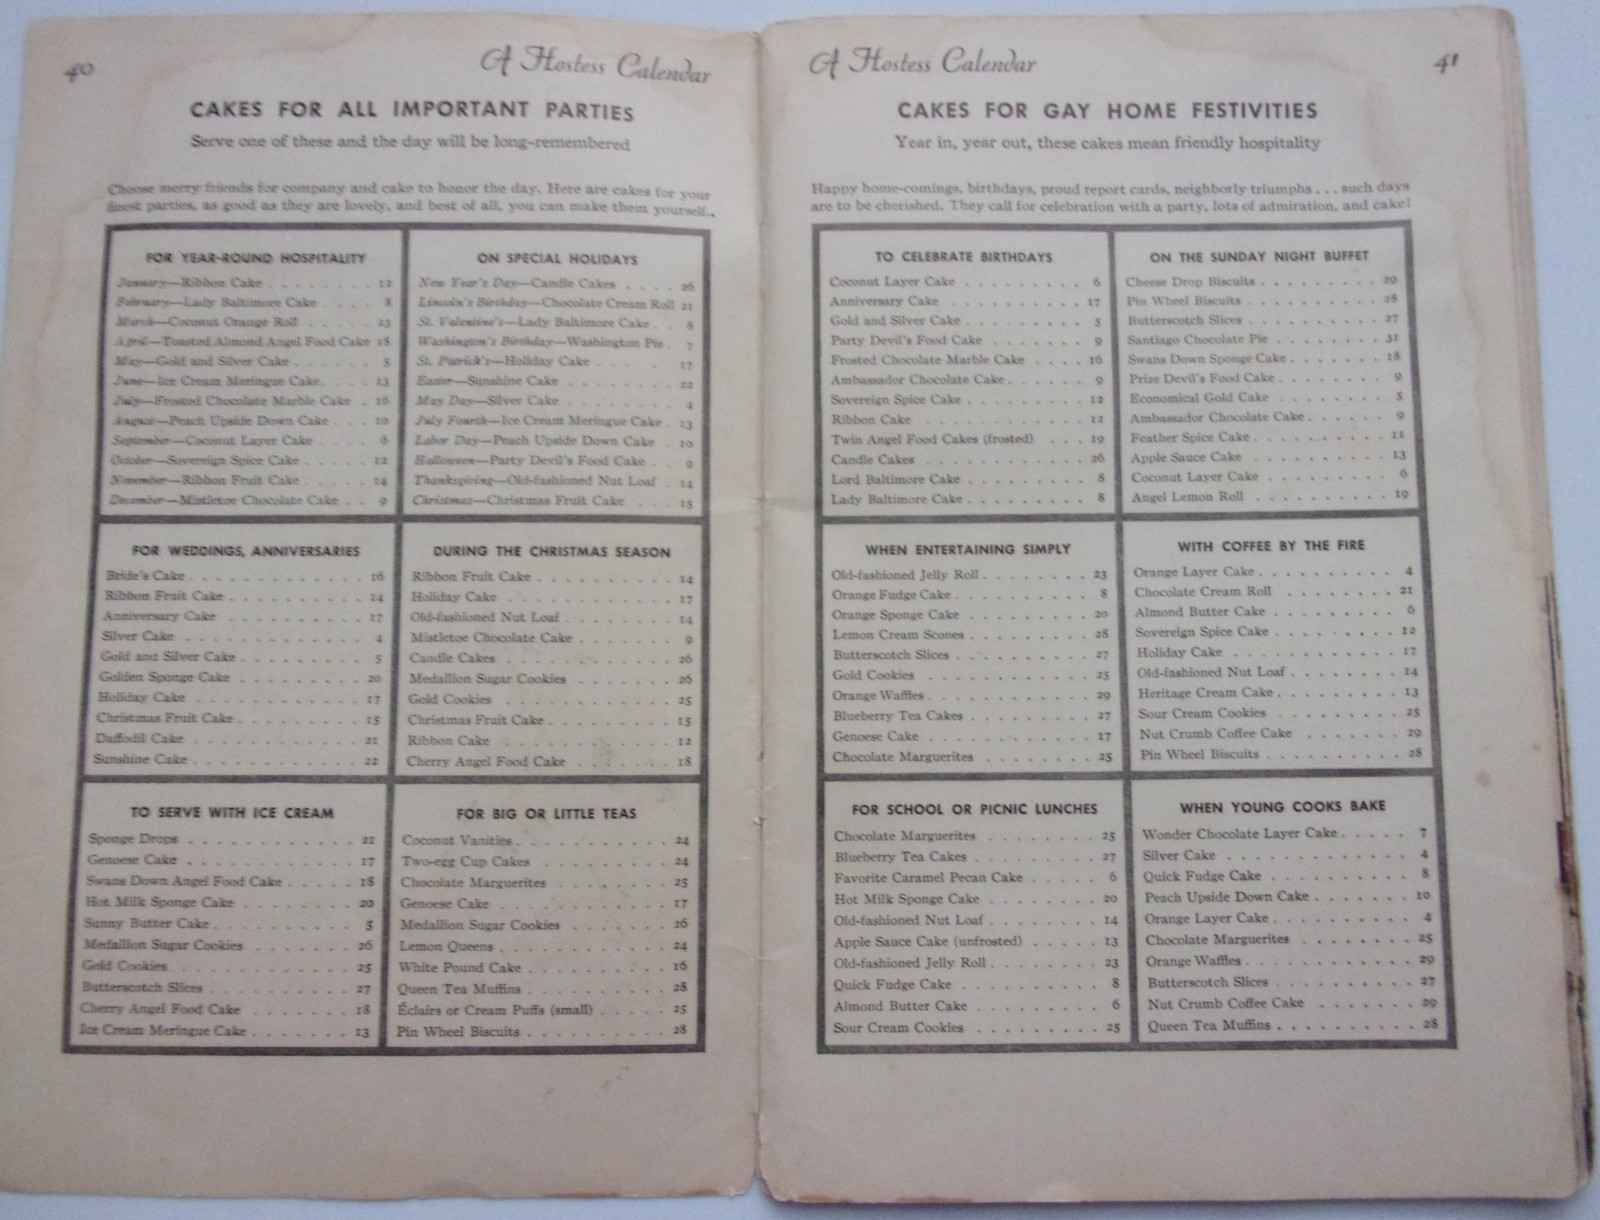 40
A Hostess Calendar
CAKES FOR ALL IMPORTANT PARTIES
Serve one of these and the day will be long-remembered
Choose merry friends for company and cake to honor the day. Here are cakes for your
finest parties, as good as they are lovely, and best of all, you can make them yourself..
FOR YEAR-ROUND HOSPITALITY
January—Ribbon Cake . . . . . 12
February—Lady Baltimore Cake . . . . 8
March—Coconut Orange Roll . . . . . 23
April—Toasted Almond Angel Food Cake 18
May—Gold and Silver Cake . . . . . . 5
June—Ice Cream Meringue Cake. . . . 13
July—Frosted Chocolate Marble Cake . 16
August—Peach Upside Down Cake . . . 10
September—Coconut Layer Cake . . . . 6
October—Sovereign Spice Cake . . . . . 12
November—Ribbon Fruit Cake . . . . . 14
December—Mistletoe Chocolate Cake . . 9
ON SPECIAL HOLIDAYS
New Year's Day—Candle Cakes . . . . 26
Lincoln's Birthday—Chocolate Cream Roll 21
St. Valentine's—Lady Baltimore Cake . . 8
Washington's Birthday—Washington Pie . 7
St. Patrick's—Holiday Cake . . . . 17
Easter—Sunshine Cake . . . . . . . 22
May Day—Silver Cake . . . . . . . 4
July Fourth—Ice Cream Meringue Cake . 13
Labor Day—Peach Upside Down Cake . 10
Halloween—Party Devil's Food Cake . . 9
Thanksgiving—Old-fashioned Nut Loaf . 14
Christmas—Christmas Fruit Cake . . . 15
FOR WEDDINGS, ANNIVERSARIES
Bride's Cake . . . . . . . . . . . . 16
Ribbon Fruit Cake . . . . . . . . . . 14
Anniversary Cake . . . . . . . . . . 17
Silver Cake . . . . . . . . . . . . 4
Gold and Silver Cake . . . . . . . . . 5
Golden Sponge Cake . . . . . . . . . 20
Holiday Cake . . . . . . . . . . . . 17
Christmas Fruit Cake . . . . . . . . . 15
Daffodil Cake . . . . . . . . . . . . 21
Sunshine Cake . . . . . . . . . . . . 22
DURING THE CHRISTMAS SEASON
Ribbon Fruit Cake . . . . . . . . . . 14
Holiday Cake . . . . . . . . . . . . 17
Old-fashioned Nut Loaf . . . . . . . . 14
Mistletoe Chocolate Cake . . . . . . . 9
Candle Cakes . . . . . . . . . . . . 26
Medallion Sugar Cookies . . . . . . . 26
Gold Cookies . . . . . . . . . . . . 25
Christmas Fruit Cake . . . . . . . . . 15
Ribbon Cake . . . . . . . . . . . . 12
Cherry Angel Food Cake . . . . . . . 18
TO SERVE WITH ICE CREAM
Sponge Drops . . . . . . . . . . . . 21
Genoese Cake . . . . . . . . . . . . 17
Swans Down Angel Food Cake . . . . . 18
Hot Milk Sponge Cake . . . . . . . . 20
Sunny Butter Cake . . . . . . . . . . 5
Medallion Sugar Cookies . . . . . . . 26
Gold Cookies . . . . . . . . . . . . 25
Butterscotch Slices . . . . . . . . . . 27
Cherry Angel Food Cake . . . . . . . 18
Ice Cream Meringue Cake . . . . . . . 13
FOR BIG OR LITTLE TEAS
Coconut Vanities . . . . . . . . . . . 24
Two-egg Cup Cakes . . . . . . . . . 24
Chocolate Marguerites . . . . . . . . 25
Genoese Cake . . . . . . . . . . . . 17
Medallion Sugar Cookies . . . . . . . 26
Lemon Queens . . . . . . . . . . . . 24
White Pound Cake . . . . . . . . . . 16
Queen Tea Muffins . . . . . . . . . . 28
Éclairs or Cream Puffs (small) . . . . . 25
Pin Wheel Biscuits . . . . . . . . . . 28
A Hostess Calendar
41
CAKES FOR GAY HOME FESTIVITIES
Year in, year out, these cakes mean friendly hospitality
Happy home-comings, birthdays, proud report cards, neighborly triumphs . . . such days
are to be cherished. They call for celebration with a party, lots of admiration, and cake!
TO CELEBRATE BIRTHDAYS
Coconut Layer Cake . . . . . . . . . 6
Anniversary Cake . . . . . . . . . . 17
Gold and Silver Cake . . . . . . . . . 5
Party Devil's Food Cake . . . . . . . 9
Frosted Chocolate Marble Cake . . . . 16
Ambassador Chocolate Cake . . . . . . 9
Sovereign Spice Cake . . . . . . . . . 12
Ribbon Cake . . . . . . . . . . . . 12
Twin Angel Food Cakes (frosted) . . . . 19
Candle Cakes . . . . . . . . . . . . 26
Lord Baltimore Cake . . . . . . . . . 8
Lady Baltimore Cake . . . . . . . . . 8
ON THE SUNDAY NIGHT BUFFET
Cheese Drop Biscuits . . . . . . . . . 29
Pin Wheel Biscuits . . . . . . . . . . 28
Butterscotch Slices . . . . . . . . . . 27
Santiago Chocolate Pie . . . . . . . . 31
Swans Down Sponge Cake . . . . . . . 18
Prize Devil's Food Cake . . . . . . . . 9
Economical Gold Cake . . . . . . . . 5
Ambassador Chocolate Cake . . . . . . 9
Feather Spice Cake . . . . . . . . . . 11
Apple Sauce Cake . . . . . . . . . . 13
Coconut Layer Cake . . . . . . . . . 6
Angel Lemon Roll . . . . . . . . . . 19
WHEN ENTERTAINING SIMPLY
Old-fashioned Jelly Roll . . . . . . . . 23
Orange Fudge Cake . . . . . . . . . . 8
Orange Sponge Cake . . . . . . . . . 20
Lemon Cream Scones . . . . . . . . . 28
Butterscotch Slices . . . . . . . . . . 27
Gold Cookies . . . . . . . . . . . . 25
Orange Waffles . . . . . . . . . . . . 29
Blueberry Tea Cakes . . . . . . . . . 27
Genoese Cake . . . . . . . . . . . . 17
Chocolate Marguerites . . . . . . . . 25
WITH COFFEE BY THE FIRE
Orange Layer Cake . . . . . . . . . . 4
Chocolate Cream Roll . . . . . . . . 21
Almond Butter Cake . . . . . . . . . 6
Sovereign Spice Cake . . . . . . . . . 12
Holiday Cake . . . . . . . . . . . . 17
Old-fashioned Nut Loaf . . . . . . . . 14
Heritage Cream Cake . . . . . . . . . 13
Sour Cream Cookies . . . . . . . . . 25
Nut Crumb Coffee Cake . . . . . . . 29
Pin Wheel Biscuits . . . . . . . . . . 28
FOR SCHOOL OR PICNIC LUNCHES
Chocolate Marguerites . . . . . . . . 25
Blueberry Tea Cakes . . . . . . . . . 27
Favorite Caramel Pecan Cake . . . . . 6
Hot Milk Sponge Cake . . . . . . . . 20
Old-fashioned Nut Loaf . . . . . . . . 14
Apple Sauce Cake (unfrosted) . . . . . 13
Old-fashioned Jelly Roll . . . . . . . . 23
Quick Fudge Cake . . . . . . . . . . 8
Almond Butter Cake . . . . . . . . . 6
Sour Cream Cookies . . . . . . . . . 25
WHEN YOUNG COOKS BAKE
Wonder Chocolate Layer Cake . . . . . 7
Silver Cake . . . . . . . . . . . . . 4
Quick Fudge Cake . . . . . . . . . . 8
Peach Upside Down Cake . . . . . . . 10
Orange Layer Cake . . . . . . . . . . 4
Chocolate Marguerites . . . . . . . . 25
Orange Waffles . . . . . . . . . . . . 29
Butterscotch Slices . . . . . . . . . . 27
Nut Crumb Coffee Cake . . . . . . . 29
Queen Tea Muffins . . . . . . . . . . 28